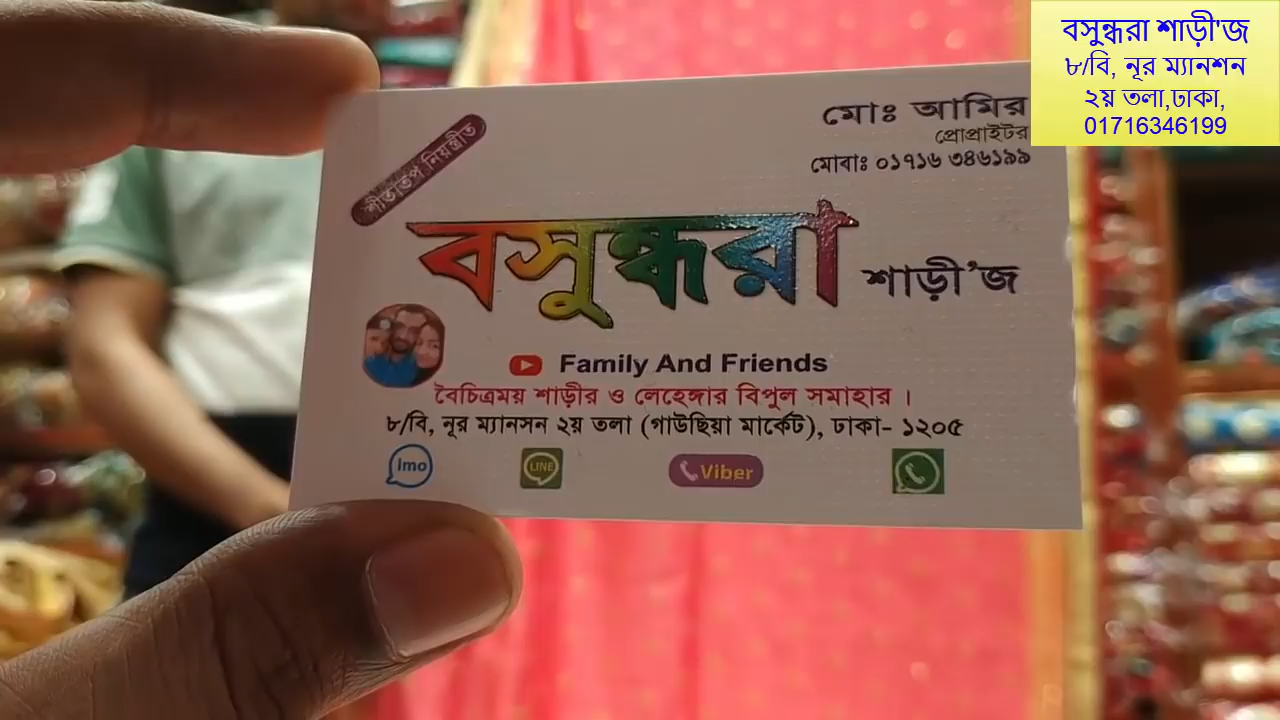 বসুন্ধরা শাড়ী'জ
৮/বি, নূর ম্যানশন
২য় তলা,ঢাকা,
01716346199
শীতাতপ নিয়ন্ত্রীত
মোঃ আমির
প্রোপ্রাইটর
মোবাঃ ০১৭১৬ ৩৪৬১৯৯
বসুন্ধরা শাড়ী'জ
Family And Friends
বৈচিত্রময় শাড়ীর ও লেহেঙ্গার বিপুল সমাহার ।
৮/বি, নূর ম্যানসন ২য় তলা (গাউছিয়া মার্কেট), ঢাকা- ১২০৫
imo LINE Viber